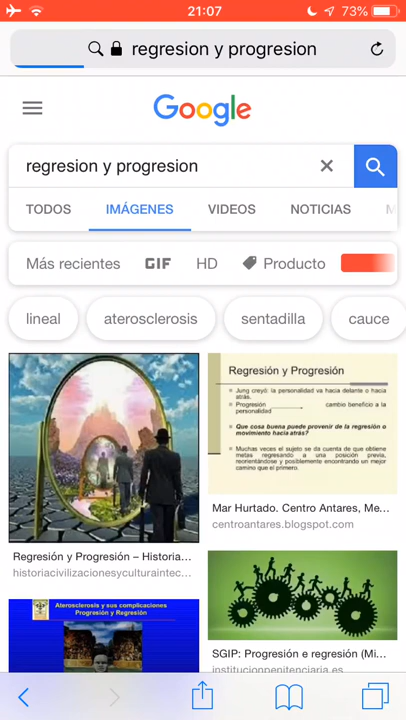 21:07
73%
regresion y progresion
Google
regresion y progresion
TODOS IMÁGENES VIDEOS NOTICIAS M
Más recientes GIF HD Producto
lineal aterosclerosis sentadilla cauce
Regresión y Progresión – Historia...
historiacivilizacionesyculturaintec...
Regresión y Progresión
Jung creyó: la personalidad va hacia delante o hacia
atrás.
Progresión cambio beneficio a la
personalidad
Que cosa buena puede provenir de la regresión o
movimiento hacia atrás?
Muchas veces el sujeto se da cuenta de que obtiene
metas regresando a una posición previa,
reorientándose y posiblemente encontrando un mejor
camino que el primero.
Mar Hurtado. Centro Antares, Me...
centroantares.blogspot.com
Aterosclerosis y sus complicaciones
Progresión y Regresión
SGIP: Progresión e regresión (Mi...
institucionpenitenciaria.es